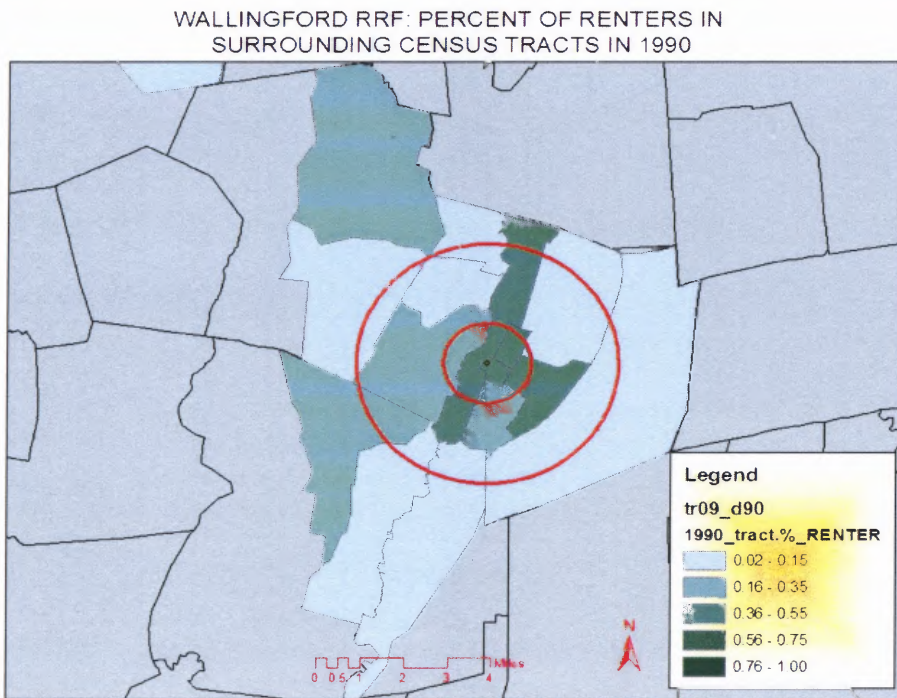 WALLINGFORD RRF: PERCENT OF RENTERS IN
SURROUNDING CENSUS TRACTS IN 1990
Legend
tr09_d90
1990_tract.%_RENTER
0.02 - 0.15
0.16 - 0.35
0.36 - 0.55
0.56 - 0.75
0.76 - 1.00
N
Miles
0 0.5 1 2 3 4